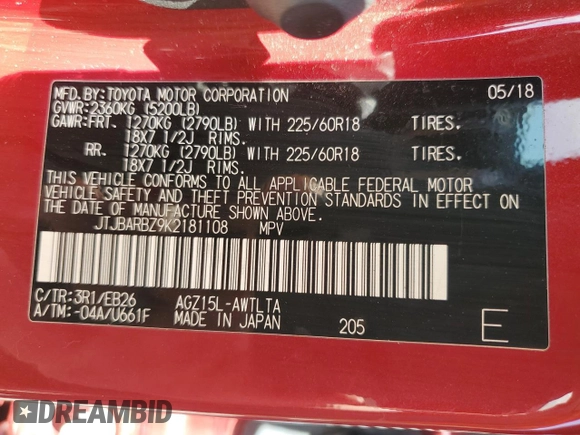 MFD.BY:TOYOTA MOTOR CORPORATION 05/18
GVWR:2360KG (5200LB)
GAWR:FRT. 1270KG (2790LB) WITH 225/60R18 TIRES.
18X7 1/2J RIMS.
RR. 1270KG (2790LB) WITH 225/60R18 TIRES.
18X7 1/2J RIMS.
THIS VEHICLE CONFORMS TO ALL APPLICABLE FEDERAL MOTOR
VEHICLE SAFETY AND THEFT PREVENTION STANDARDS IN EFFECT ON
THE DATE OF MANUFACTURE SHOWN ABOVE.
JTJBARBZ9K2181108 MPV
C/TR:3R1/EB26 AGZ15L-AWTLTA
A/TM:-04A/U661F MADE IN JAPAN 205 E
DREAMBID